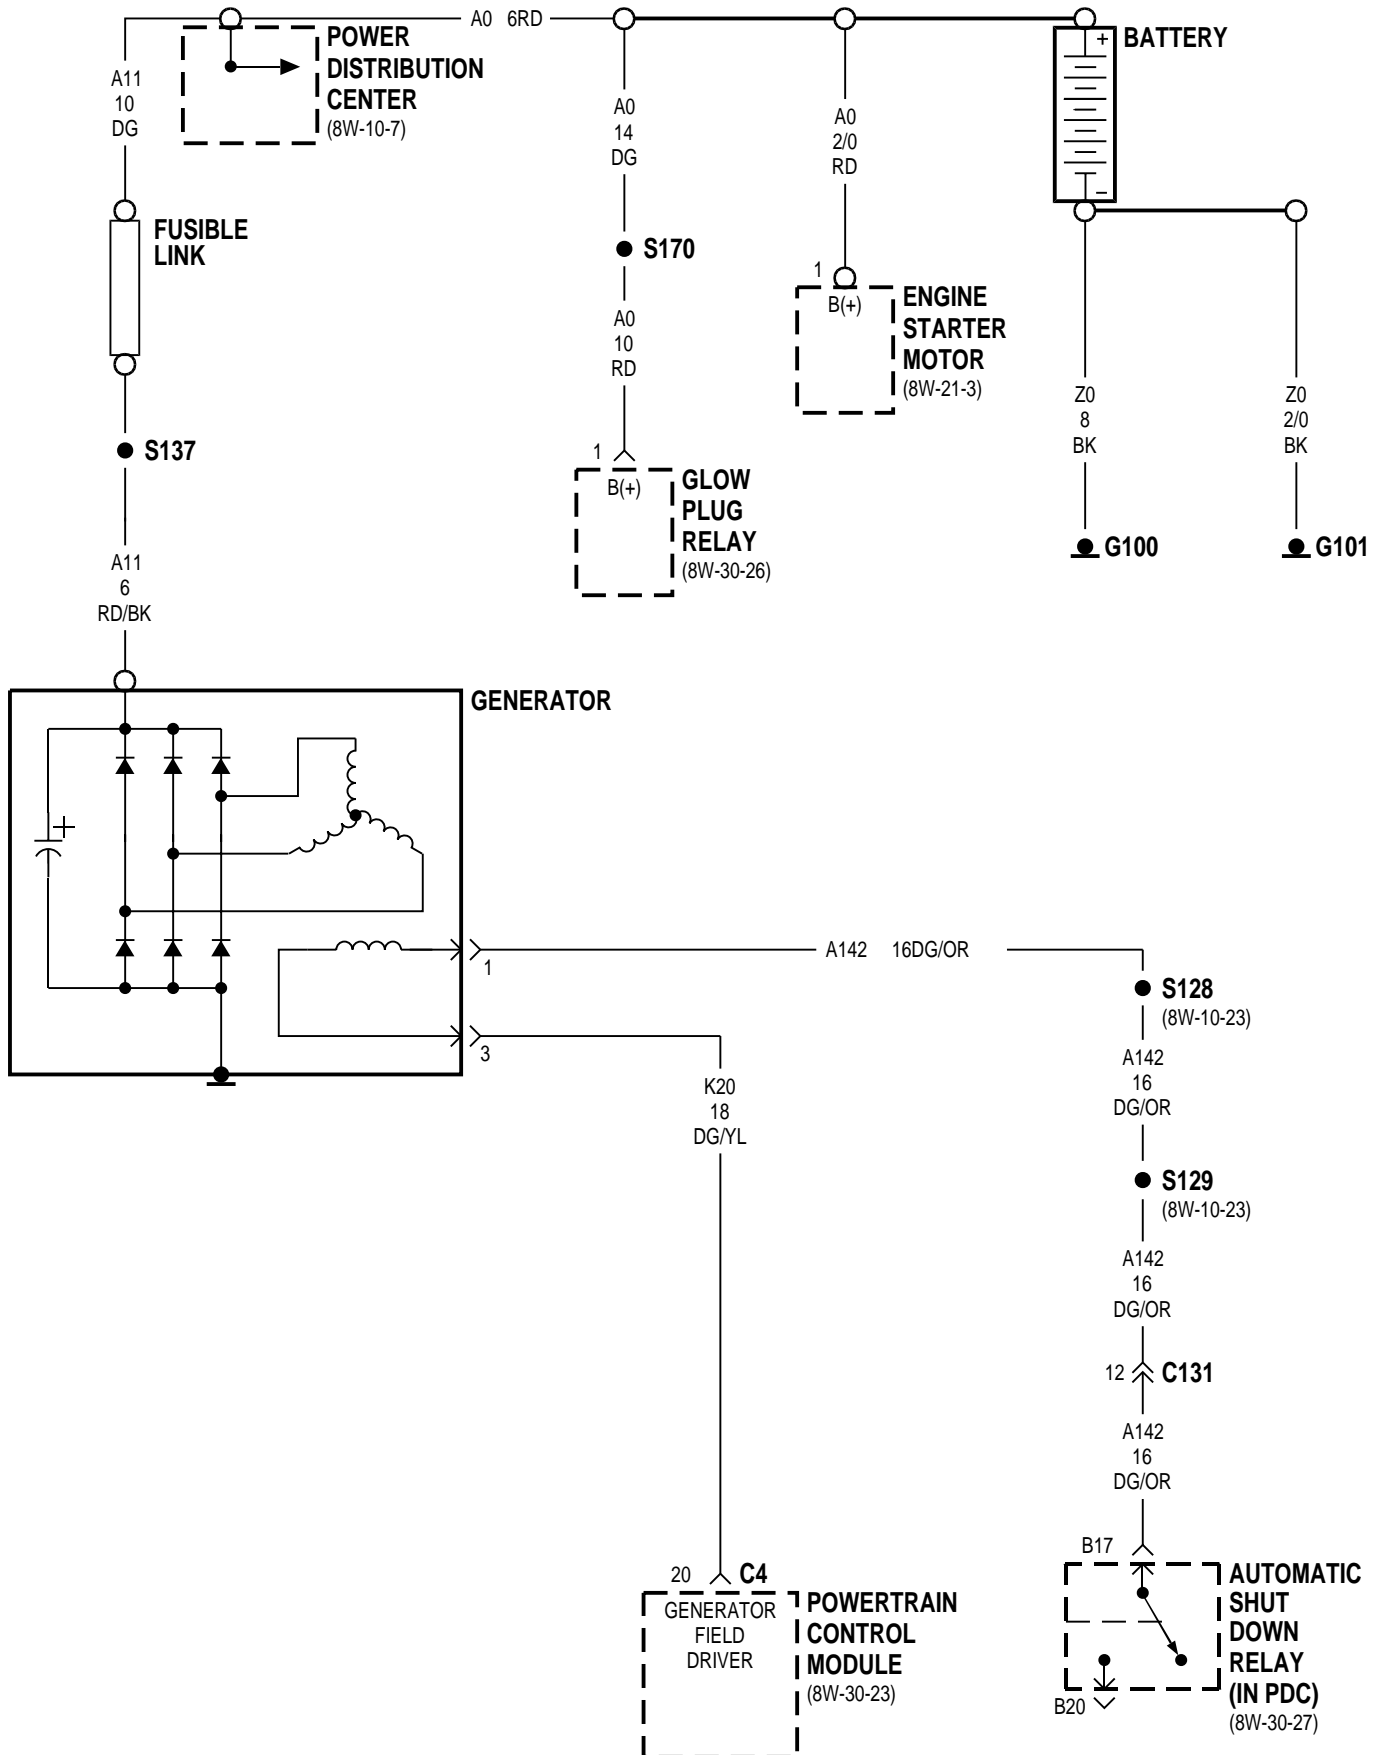 A0 6RD
POWER
DISTRIBUTION
CENTER
(8W-10-7)
+
BATTERY
–
A11
10
DG
A0
14
DG
A0
2/0
RD
FUSIBLE
LINK
S170
1
B(+)
ENGINE
STARTER
MOTOR
(8W-21-3)
A0
10
RD
Z0
8
BK
Z0
2/0
BK
S137
1
B(+)
GLOW
PLUG
RELAY
(8W-30-26)
G100
G101
A11
6
RD/BK
GENERATOR
+
1
A142 16DG/OR
S128
(8W-10-23)
3
K20
18
DG/YL
A142
16
DG/OR
S129
(8W-10-23)
A142
16
DG/OR
12
C131
A142
16
DG/OR
20
C4
GENERATOR
FIELD
DRIVER
POWERTRAIN
CONTROL
MODULE
(8W-30-23)
B17
AUTOMATIC
SHUT
DOWN
RELAY
(IN PDC)
(8W-30-27)
B20